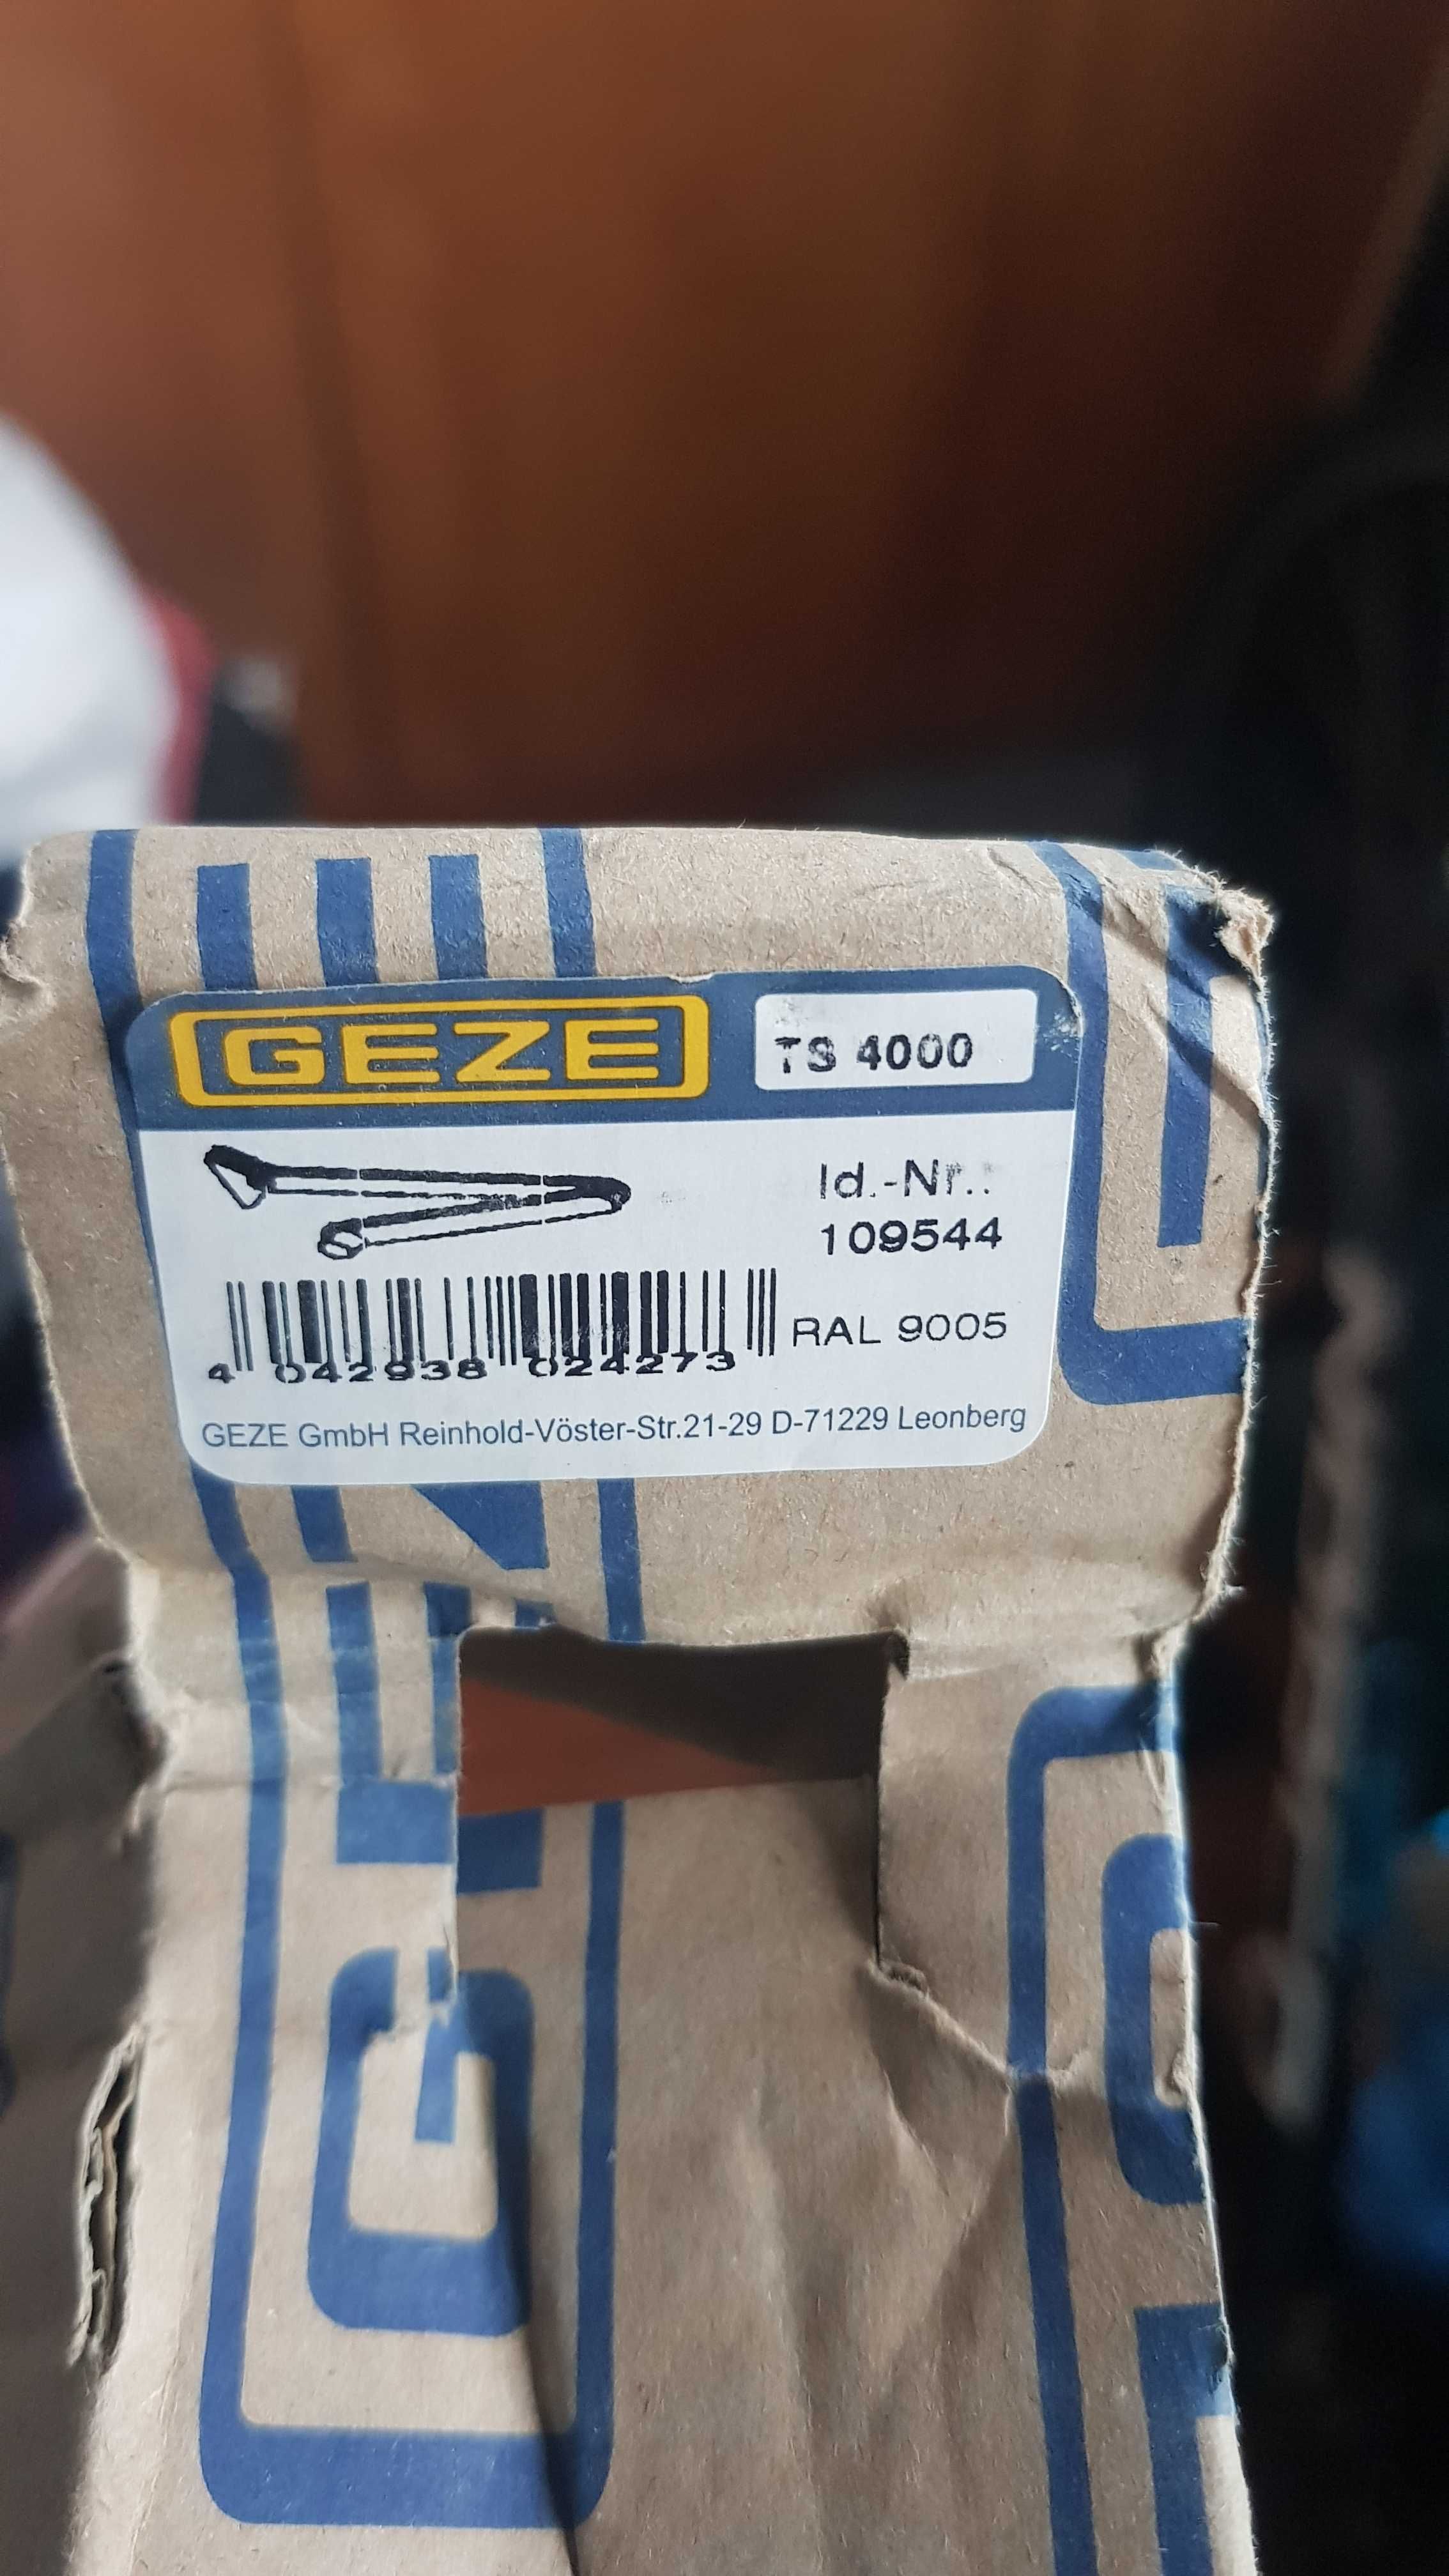 GEZE
TS 4000
Id.-Nr.:
109544
4 042938 024273
RAL 9005
GEZE GmbH Reinhold-Vöster-Str.21-29 D-71229 Leonberg